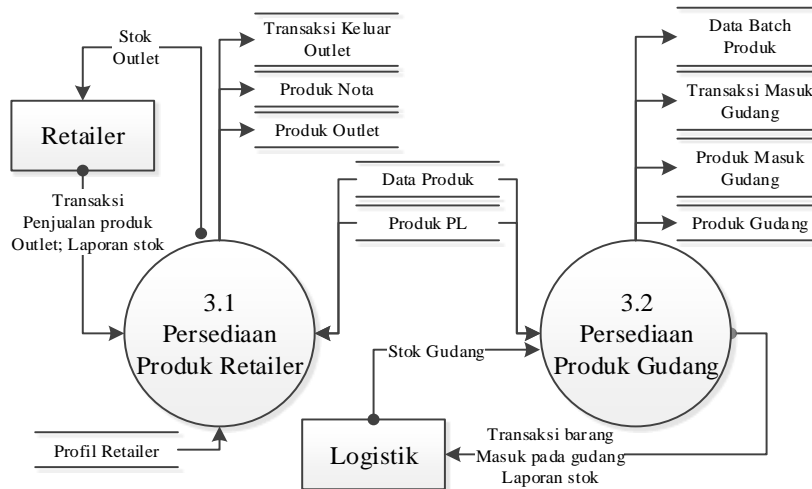 Stok
Outlet
Transaksi Keluar
Outlet
Produk Nota
Produk Outlet
Data Batch
Produk
Transaksi Masuk
Gudang
Produk Masuk
Gudang
Produk Gudang
Retailer
Transaksi
Penjualan produk
Outlet; Laporan stok
Data Produk
Produk PL
3.1
Persediaan
Produk Retailer
3.2
Persediaan
Produk Gudang
Stok Gudang
Profil Retailer
Logistik
Transaksi barang
Masuk pada gudang
Laporan stok